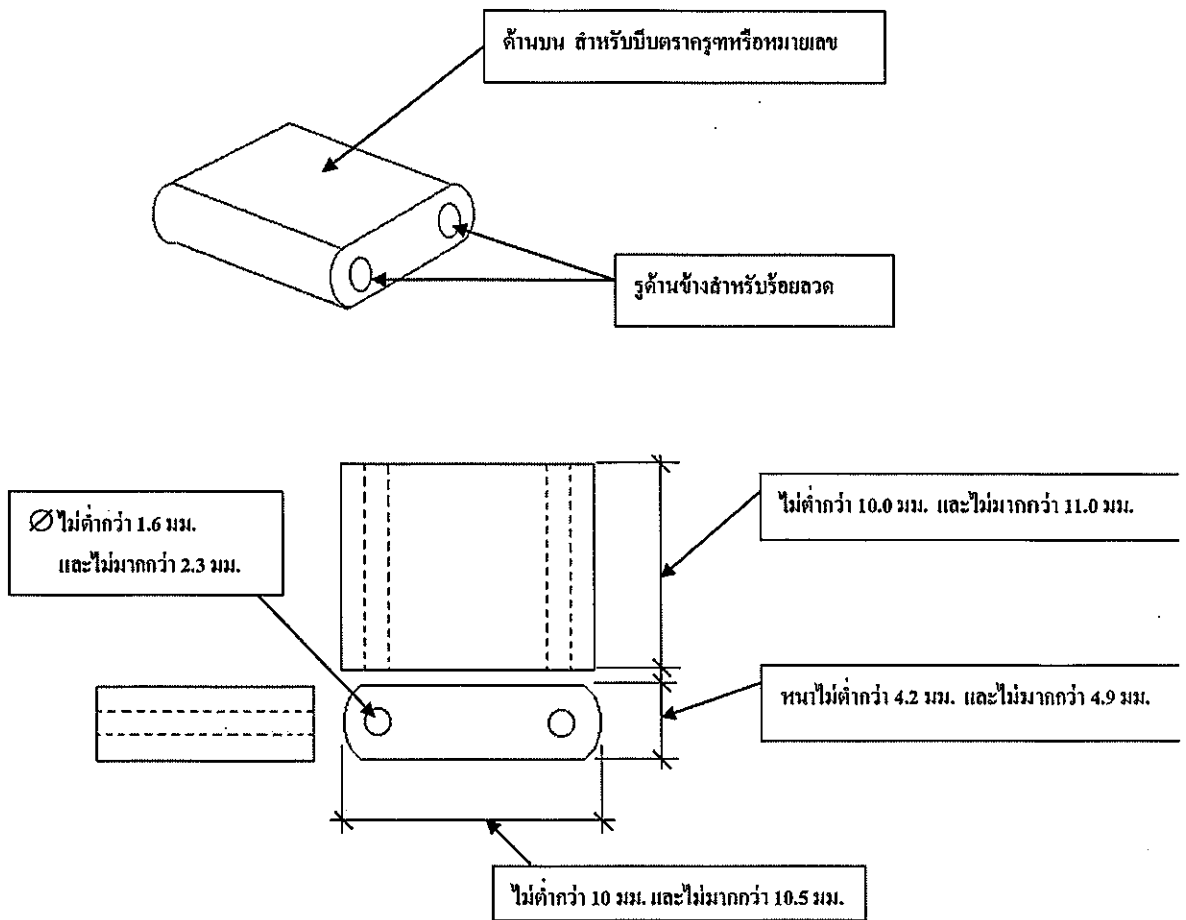 ด้านบน สำหรับบีบตราครุฑหรือหมายเลข
รูด้านข้างสำหรับร้อยลวด
ไม่ต่ำกว่า 10.0 มม. และไม่มากกว่า 11.0 มม.
Ø ไม่ต่ำกว่า 1.6 มม.
และไม่มากกว่า 2.3 มม.
หนาไม่ต่ำกว่า 4.2 มม. และไม่มากกว่า 4.9 มม.
ไม่ต่ำกว่า 10 มม. และไม่มากกว่า 10.5 มม.